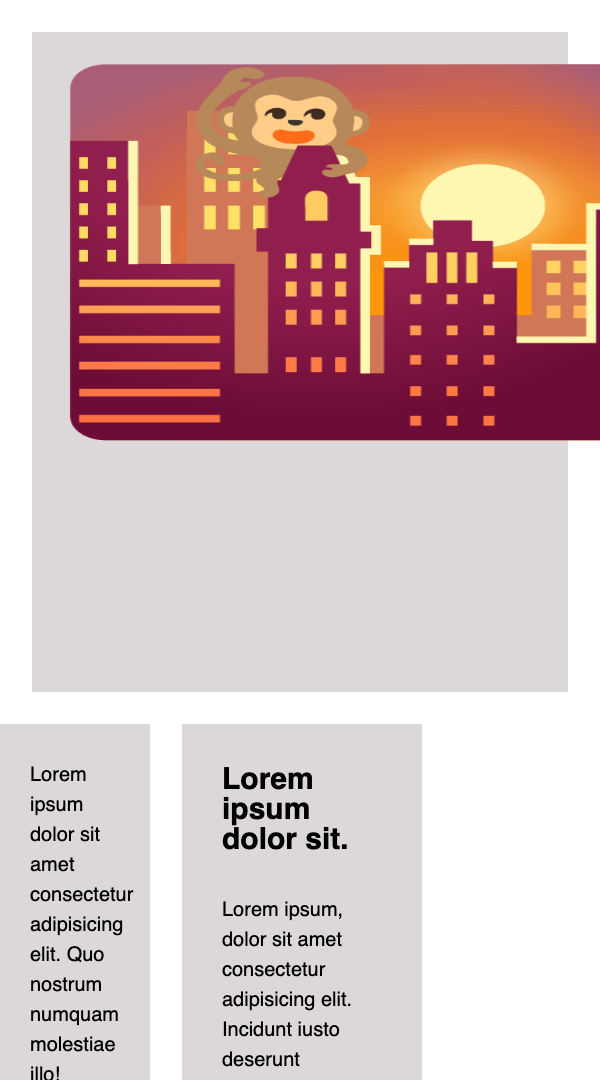 Lorem
ipsum
dolor sit
amet
consectetur
adipisicing
elit. Quo
nostrum
numquam
molestiae
illo!
Lorem
ipsum
dolor sit.
Lorem ipsum,
dolor sit amet
consectetur
adipisicing elit.
Incidunt iusto
deserunt